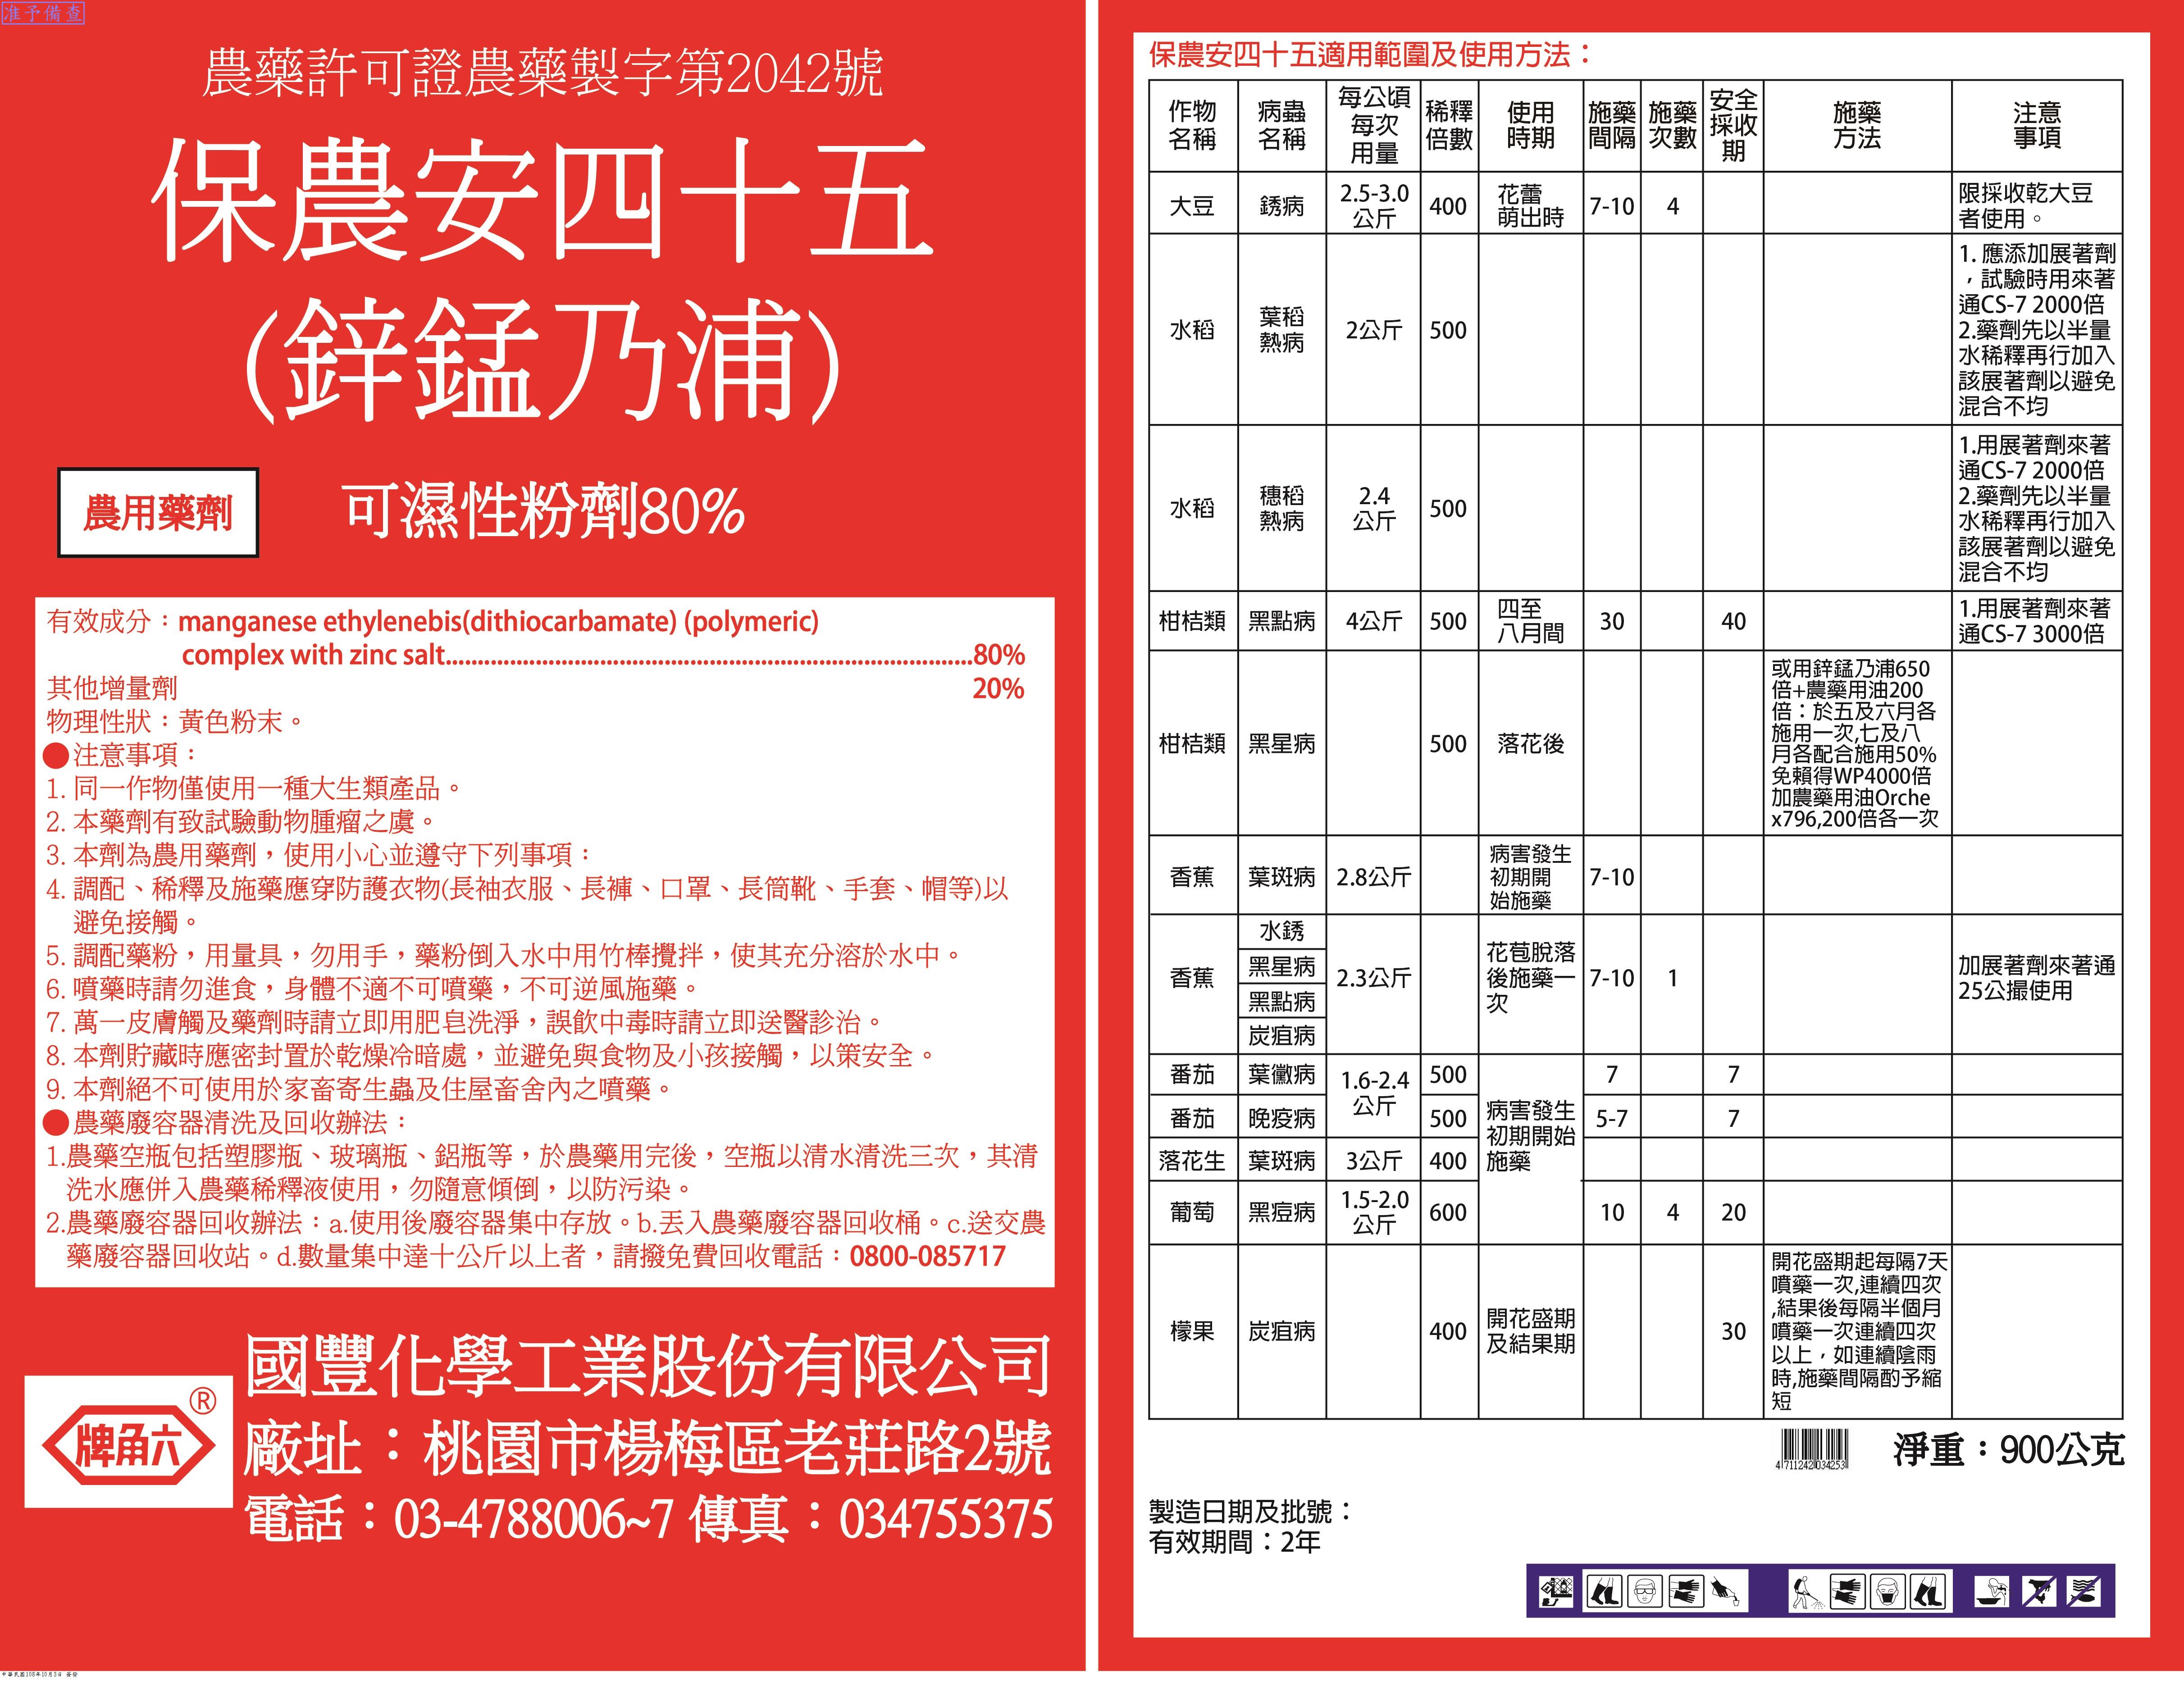 准予備查
農藥許可證農藥製字第2042號
保農安四十五
(鋅錳乃浦)
農用藥劑
可濕性粉劑80%
有效成分：manganese ethylenebis(dithiocarbamate) (polymeric)
complex with zinc salt..................................................................................80%
其他增量劑 20%
物理性狀：黃色粉末。
●注意事項：
1. 同一作物僅使用一種大生類產品。
2. 本藥劑有致試驗動物腫瘤之虞。
3. 本劑為農用藥劑，使用小心並遵守下列事項：
4. 調配、稀釋及施藥應穿防護衣物(長袖衣服、長褲、口罩、長筒靴、手套、帽等)以
避免接觸。
5. 調配藥粉，用量具，勿用手，藥粉倒入水中用竹棒攪拌，使其充分溶於水中。
6. 噴藥時請勿進食，身體不適不可噴藥，不可逆風施藥。
7. 萬一皮膚觸及藥劑時請立即用肥皂洗淨，誤飲中毒時請立即送醫診治。
8. 本劑貯藏時應密封置於乾燥冷暗處，並避免與食物及小孩接觸，以策安全。
9. 本劑絕不可使用於家畜寄生蟲及住屋畜舍內之噴藥。
●農藥廢容器清洗及回收辦法：
1.農藥空瓶包括塑膠瓶、玻璃瓶、鋁瓶等，於農藥用完後，空瓶以清水清洗三次，其清
洗水應併入農藥稀釋液使用，勿隨意傾倒，以防污染。
2.農藥廢容器回收辦法：a.使用後廢容器集中存放。b.丟入農藥廢容器回收桶。c.送交農
藥廢容器回收站。d.數量集中達十公斤以上者，請撥免費回收電話：0800-085717
牌角六
®
國豐化學工業股份有限公司
廠址：桃園市楊梅區老莊路2號
電話：03-4788006~7 傳真：034755375
中華民國108年10月3日 簽發
保農安四十五適用範圍及使用方法：
作物
名稱
病蟲
名稱
每公頃
每次
用量
稀釋
倍數
使用
時期
施藥
間隔
施藥
次數
安全
採收
期
施藥
方法
注意
事項
大豆
銹病
2.5-3.0
公斤
400
花蕾
萌出時
7-10
4
限採收乾大豆
者使用。
水稻
葉稻
熱病
2公斤
500
1. 應添加展著劑
，試驗時用來著
通CS-7 2000倍
2.藥劑先以半量
水稀釋再行加入
該展著劑以避免
混合不均
水稻
穗稻
熱病
2.4
公斤
500
1.用展著劑來著
通CS-7 2000倍
2.藥劑先以半量
水稀釋再行加入
該展著劑以避免
混合不均
柑桔類
黑點病
4公斤
500
四至
八月間
30
40
1.用展著劑來著
通CS-7 3000倍
柑桔類
黑星病
500
落花後
或用鋅錳乃浦650
倍+農藥用油200
倍：於五及六月各
施用一次,七及八
月各配合施用50%
免賴得WP4000倍
加農藥用油Orche
x796,200倍各一次
香蕉
葉斑病
2.8公斤
病害發生
初期開
始施藥
7-10
香蕉
水銹
黑星病
黑點病
炭疽病
2.3公斤
花苞脫落
後施藥一
次
7-10
1
加展著劑來著通
25公撮使用
番茄
葉黴病
1.6-2.4
公斤
500
病害發生
初期開始
施藥
7
7
番茄
晚疫病
500
5-7
7
落花生
葉斑病
3公斤
400
葡萄
黑痘病
1.5-2.0
公斤
600
10
4
20
檬果
炭疽病
400
開花盛期
及結果期
30
開花盛期起每隔7天
噴藥一次,連續四次
,結果後每隔半個月
噴藥一次連續四次
以上，如連續陰雨
時,施藥間隔酌予縮
短
4711242034253
淨重：900公克
製造日期及批號：
有效期間：2年